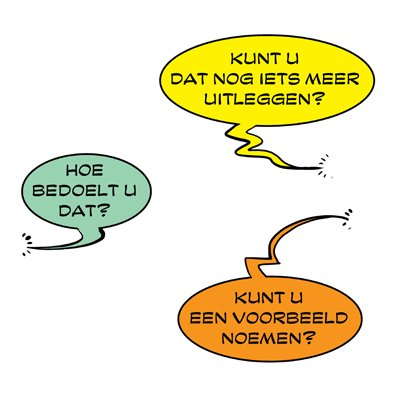 KUNT U
DAT NOG IETS MEER
UITLEGGEN?
HOE
BEDOELT U
DAT?
KUNT U
EEN VOORBEELD
NOEMEN?